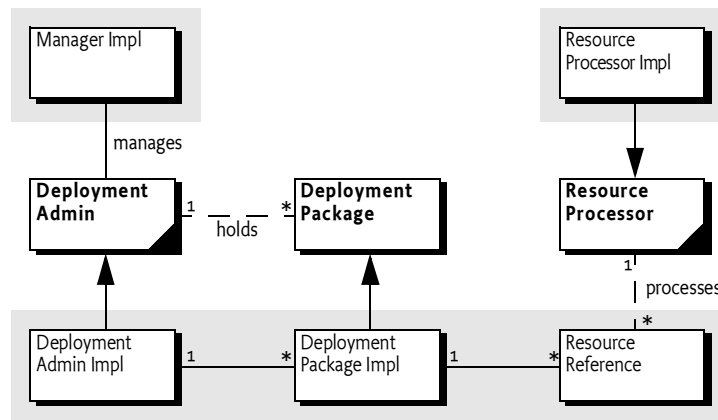 Manager Impl
Resource
Processor Impl
manages
Deployment
Admin
1
*
holds
Deployment
Package
Resource
Processor
1
processes
*
Deployment
Admin Impl
1
*
Deployment
Package Impl
1
*
Resource
Reference